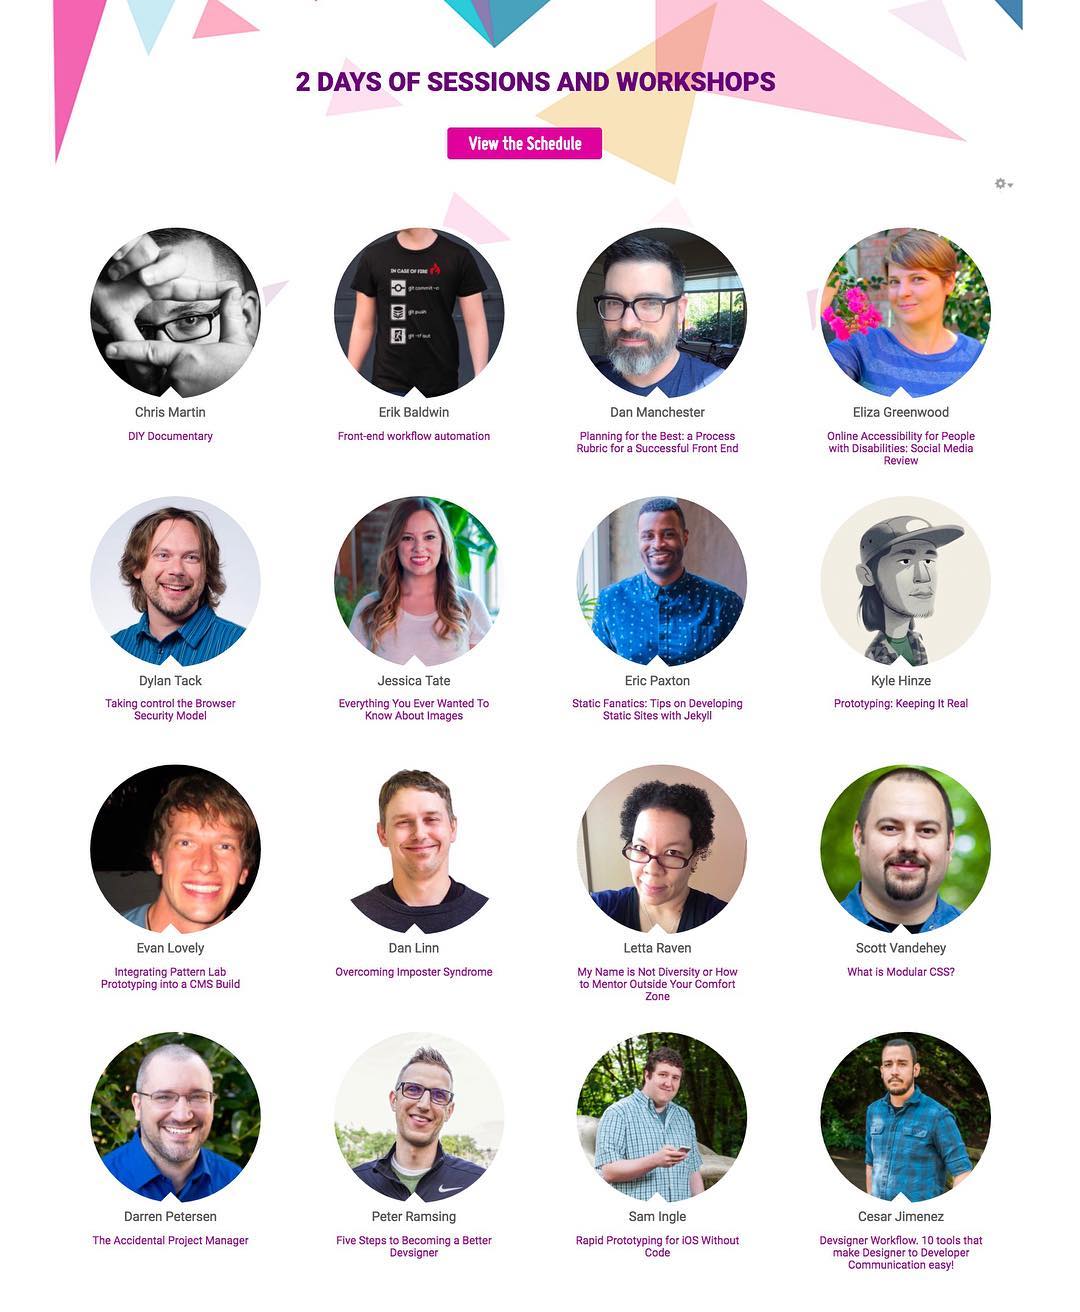 2 DAYS OF SESSIONS AND WORKSHOPS
View the Schedule
IN CASE OF FIRE
git commit -a
git push
git -rf out
Chris Martin
DIY Documentary
Erik Baldwin
Front-end workflow automation
Dan Manchester
Planning for the Best: a Process
Rubric for a Successful Front End
Eliza Greenwood
Online Accessibility for People
with Disabilities: Social Media
Review
Dylan Tack
Taking control the Browser
Security Model
Jessica Tate
Everything You Ever Wanted To
Know About Images
Eric Paxton
Static Fanatics: Tips on Developing
Static Sites with Jekyll
Kyle Hinze
Prototyping: Keeping It Real
Evan Lovely
Integrating Pattern Lab
Prototyping into a CMS Build
Dan Linn
Overcoming Imposter Syndrome
Letta Raven
My Name is Not Diversity or How
to Mentor Outside Your Comfort
Zone
Scott Vandehey
What is Modular CSS?
Darren Petersen
The Accidental Project Manager
Peter Ramsing
Five Steps to Becoming a Better
Devsigner
Sam Ingle
Rapid Prototyping for iOS Without
Code
Cesar Jimenez
Devsigner Workflow. 10 tools that
make Designer to Developer
Communication easy!